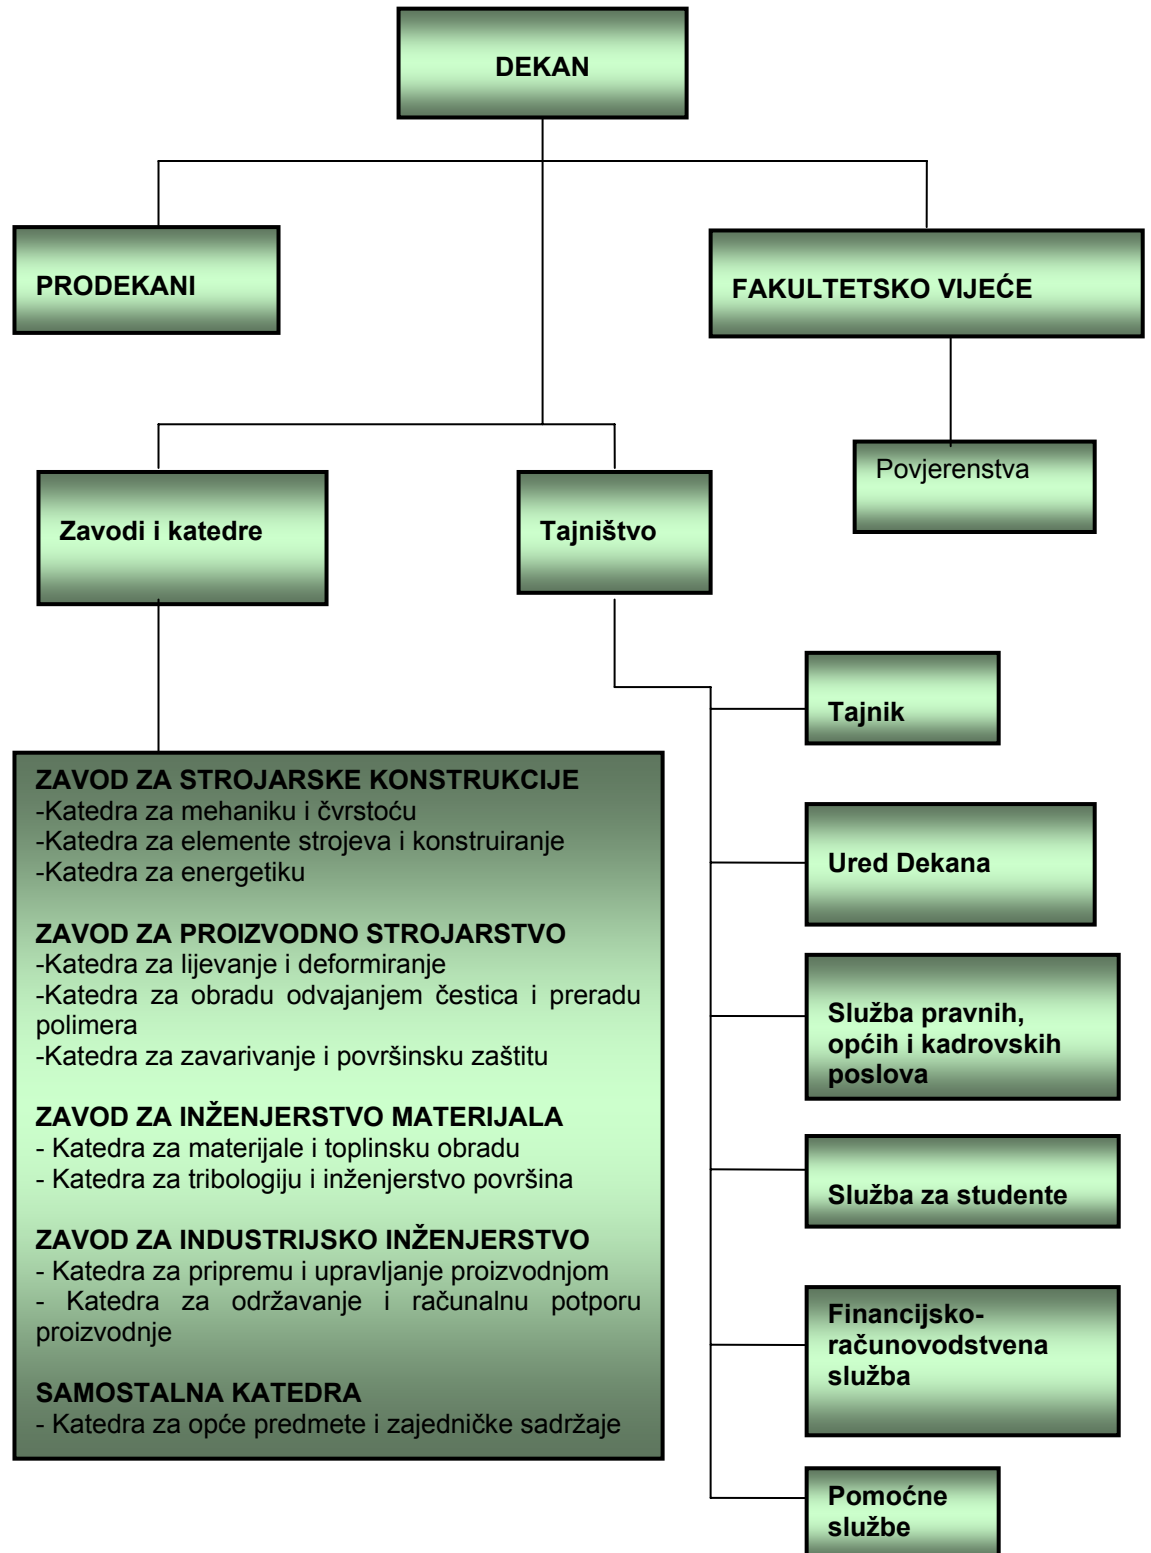 DEKAN
PRODEKANI
FAKULTETSKO VIJEĆE
Povjerenstva
Zavodi i katedre
Tajništvo
ZAVOD ZA STROJARSKE KONSTRUKCIJE
-Katedra za mehaniku i čvrstoću
-Katedra za elemente strojeva i konstruiranje
-Katedra za energetiku
ZAVOD ZA PROIZVODNO STROJARSTVO
-Katedra za lijevanje i deformiranje
-Katedra za obradu odvajanjem čestica i preradu
polimera
-Katedra za zavarivanje i površinsku zaštitu
ZAVOD ZA INŽENJERSTVO MATERIJALA
- Katedra za materijale i toplinsku obradu
- Katedra za tribologiju i inženjerstvo površina
ZAVOD ZA INDUSTRIJSKO INŽENJERSTVO
- Katedra za pripremu i upravljanje proizvodnjom
- Katedra za održavanje i računalnu potporu
proizvodnje
SAMOSTALNA KATEDRA
- Katedra za opće predmete i zajedničke sadržaje
Tajnik
Ured Dekana
Služba pravnih,
općih i kadrovskih
poslova
Služba za studente
Financijsko-
računovodstvena
služba
Pomoćne
službe